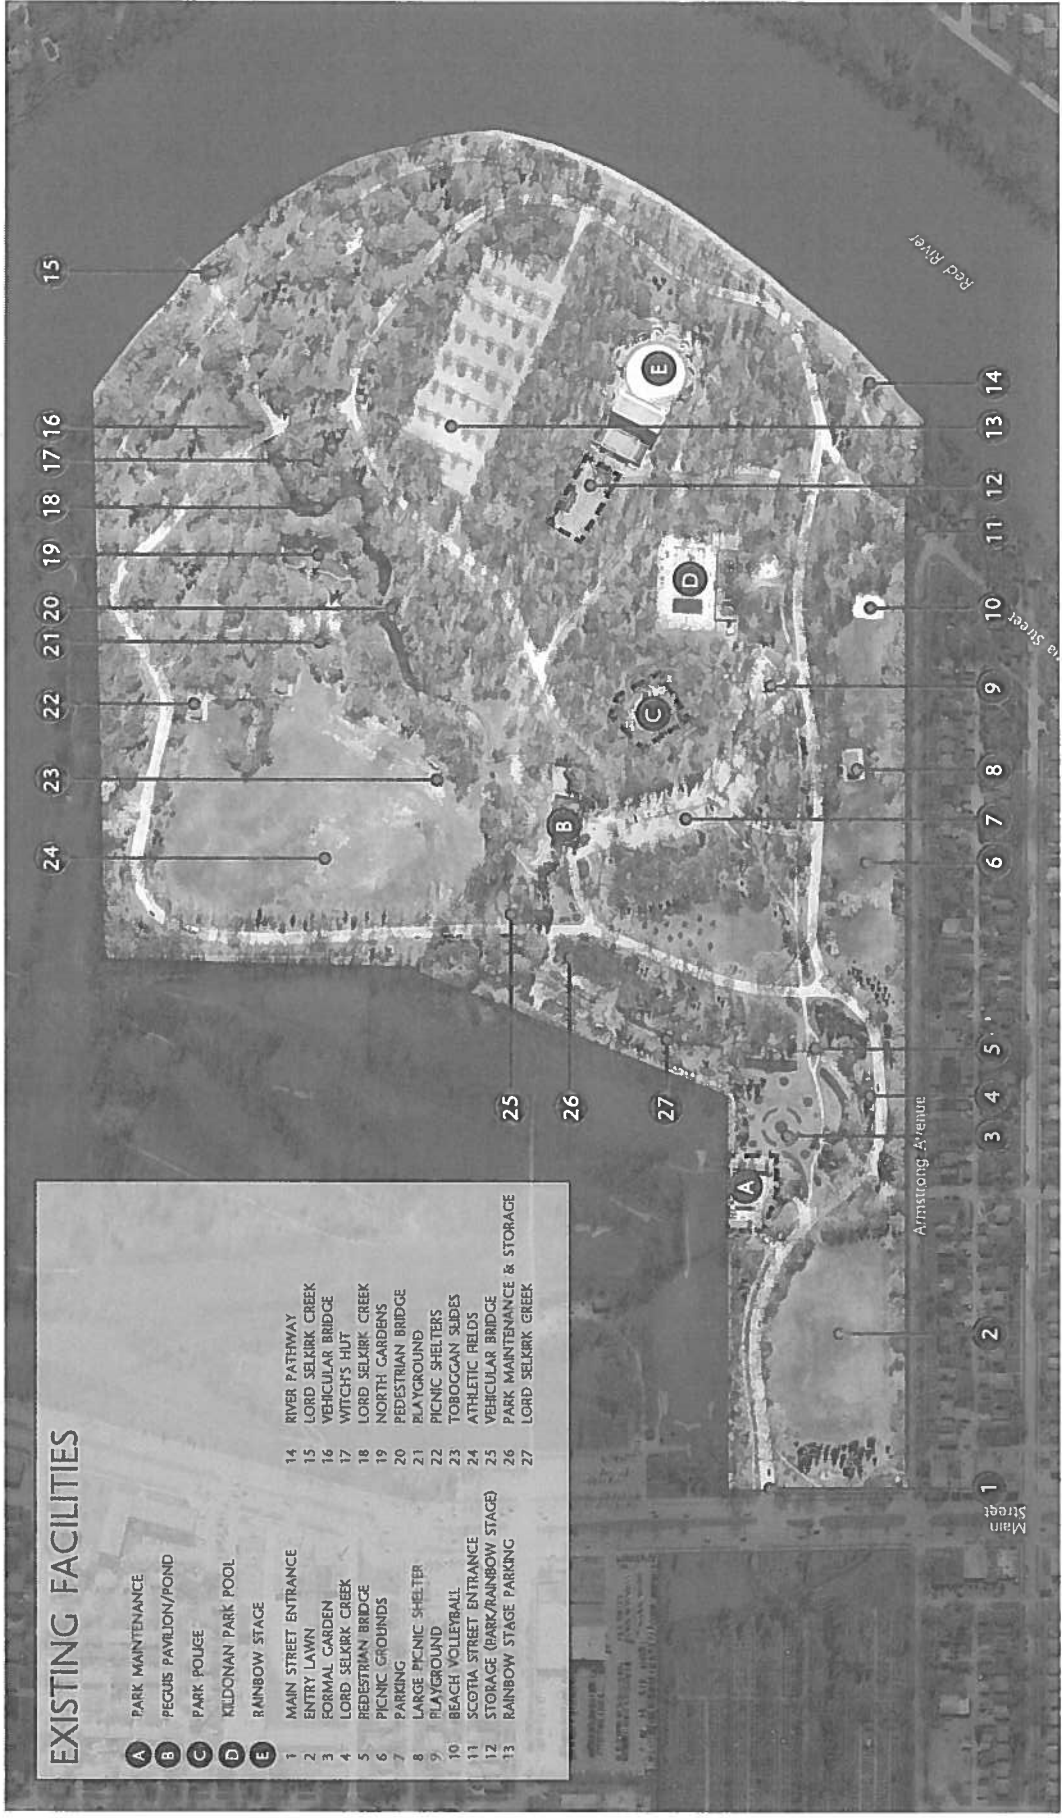 EXISTING FACILITIES
A PARK MAINTENANCE
B PEGUIS PAVILION/POND
C PARK POLICE
D KILDONAN PARK POOL
E RAINBOW STAGE
1 MAIN STREET ENTRANCE
2 ENTRY LAWN
3 FORMAL GARDEN
4 LORD SELKIRK CREEK
5 PEDESTRIAN BRIDGE
6 PICNIC GROUNDS
7 PARKING
8 LARGE PICNIC SHELTER
9 PLAYGROUND
10 BEACH VOLLEYBALL
11 SCOTIA STREET ENTRANCE
12 STORAGE (PARK/RAINBOW STAGE)
13 RAINBOW STAGE PARKING
14 RIVER PATHWAY
15 LORD SELKIRK CREEK
16 VEHICULAR BRIDGE
17 WITCH'S HUT
18 LORD SELKIRK CREEK
19 NORTH GARDENS
20 PEDESTRIAN BRIDGE
21 PLAYGROUND
22 PICNIC SHELTERS
23 TOBOGGAN SLIDES
24 ATHLETIC FIELDS
25 VEHICULAR BRIDGE
26 PARK MAINTENANCE & STORAGE
27 LORD SELKIRK CREEK
24
23
22
21
20
19
18
17
16
15
25
26
27
A
B
C
D
E
Red River
Armstrong Avenue
Street
Main
Street
1
2
3
4
5
6
7
8
9
10
11
12
13
14